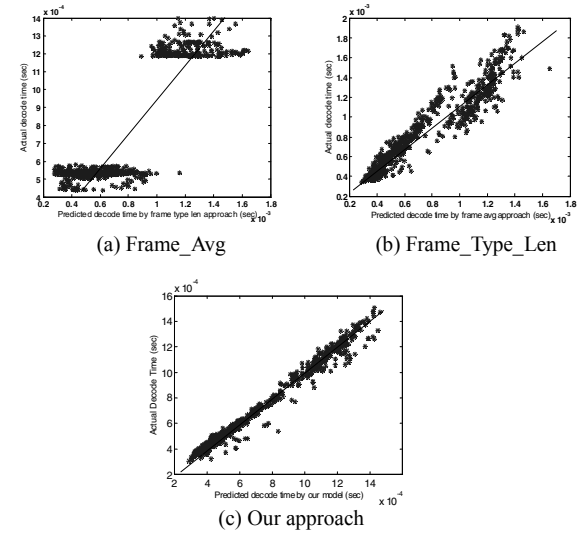 x 10⁻⁴
14
13
12
11
10
9
8
7
6
5
4
0.2 0.4 0.6 0.8 1 1.2 1.4 1.6 1.8
Actual decode time (sec)
Predicted decode time by frame type len approach (sec)
x 10⁻³
(a) Frame_Avg
x 10⁻³
2
1.8
1.6
1.4
1.2
1
0.8
0.6
0.4
0.2
0.2 0.4 0.6 0.8 1 1.2 1.4 1.6 1.8
Actual decode time (sec)
Predicted decode time by frame avg approach (sec)
x 10⁻³
(b) Frame_Type_Len
x 10⁻⁴
16
14
12
10
8
6
4
2
2 4 6 8 10 12 14 16
Actual Decode Time (sec)
Predicted decode time by our model (sec)
x 10⁻⁴
(c) Our approach